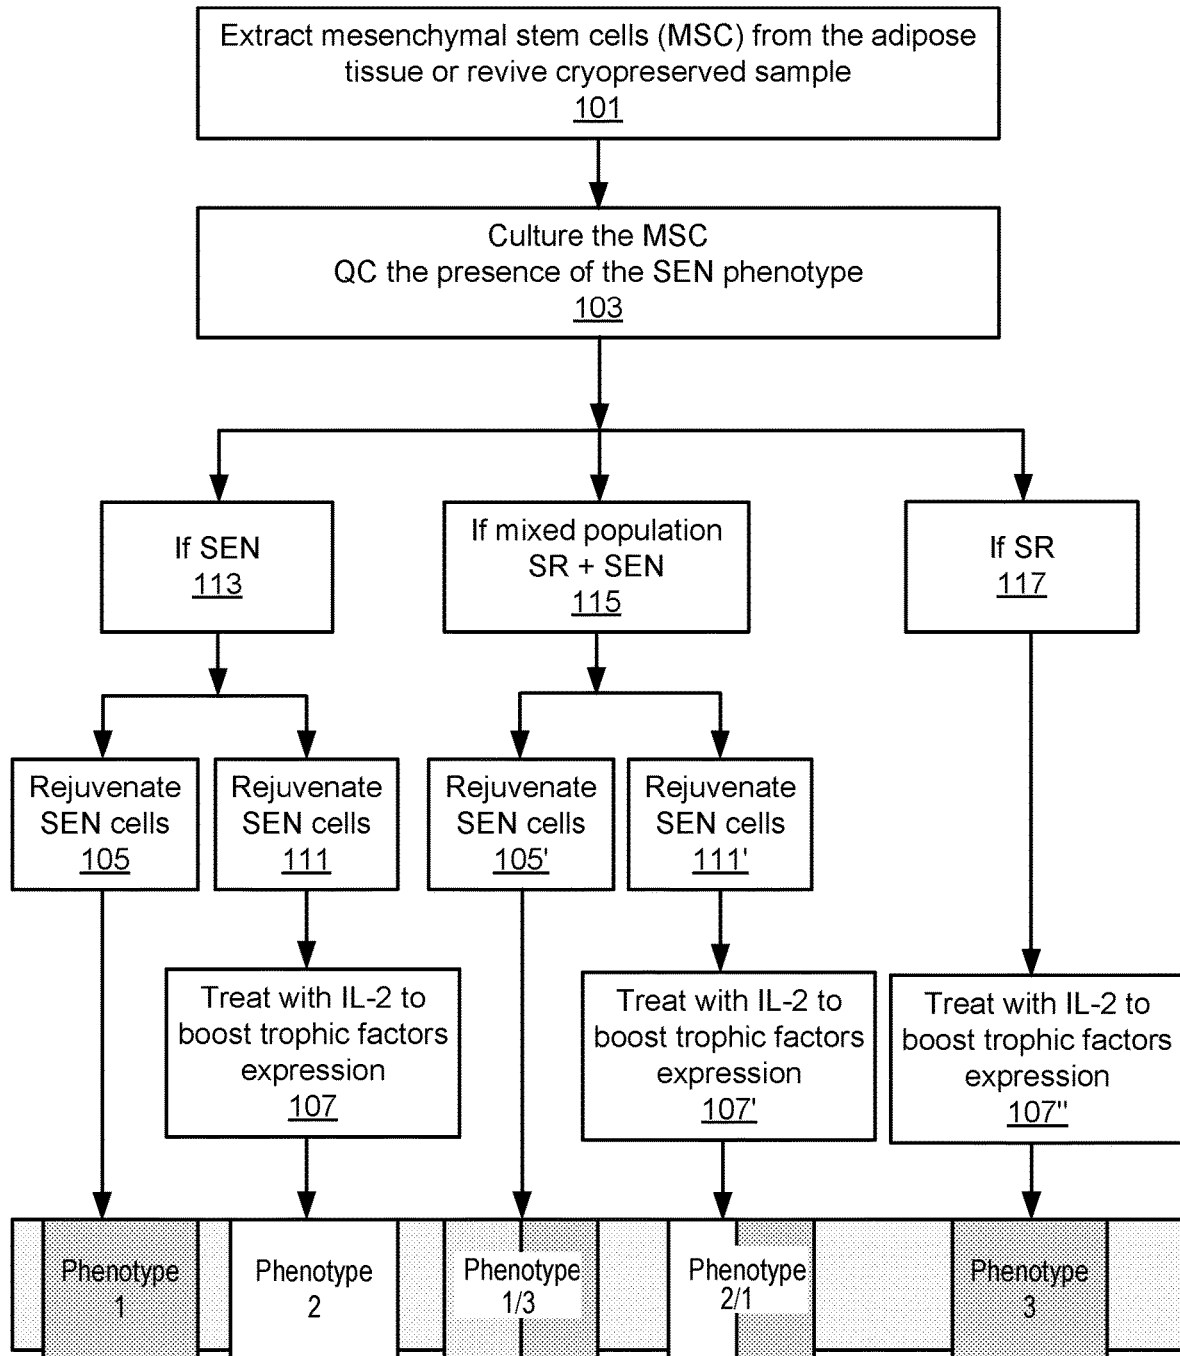 Extract mesenchymal stem cells (MSC) from the adipose
tissue or revive cryopreserved sample
101
Culture the MSC
QC the presence of the SEN phenotype
103
If SEN
113
If mixed population
SR + SEN
115
If SR
117
Rejuvenate
SEN cells
105
Rejuvenate
SEN cells
111
Rejuvenate
SEN cells
105'
Rejuvenate
SEN cells
111'
Treat with IL-2 to
boost trophic factors
expression
107
Treat with IL-2 to
boost trophic factors
expression
107'
Treat with IL-2 to
boost trophic factors
expression
107"
Phenotype
1
Phenotype
2
Phenotype
1/3
Phenotype
2/1
Phenotype
3